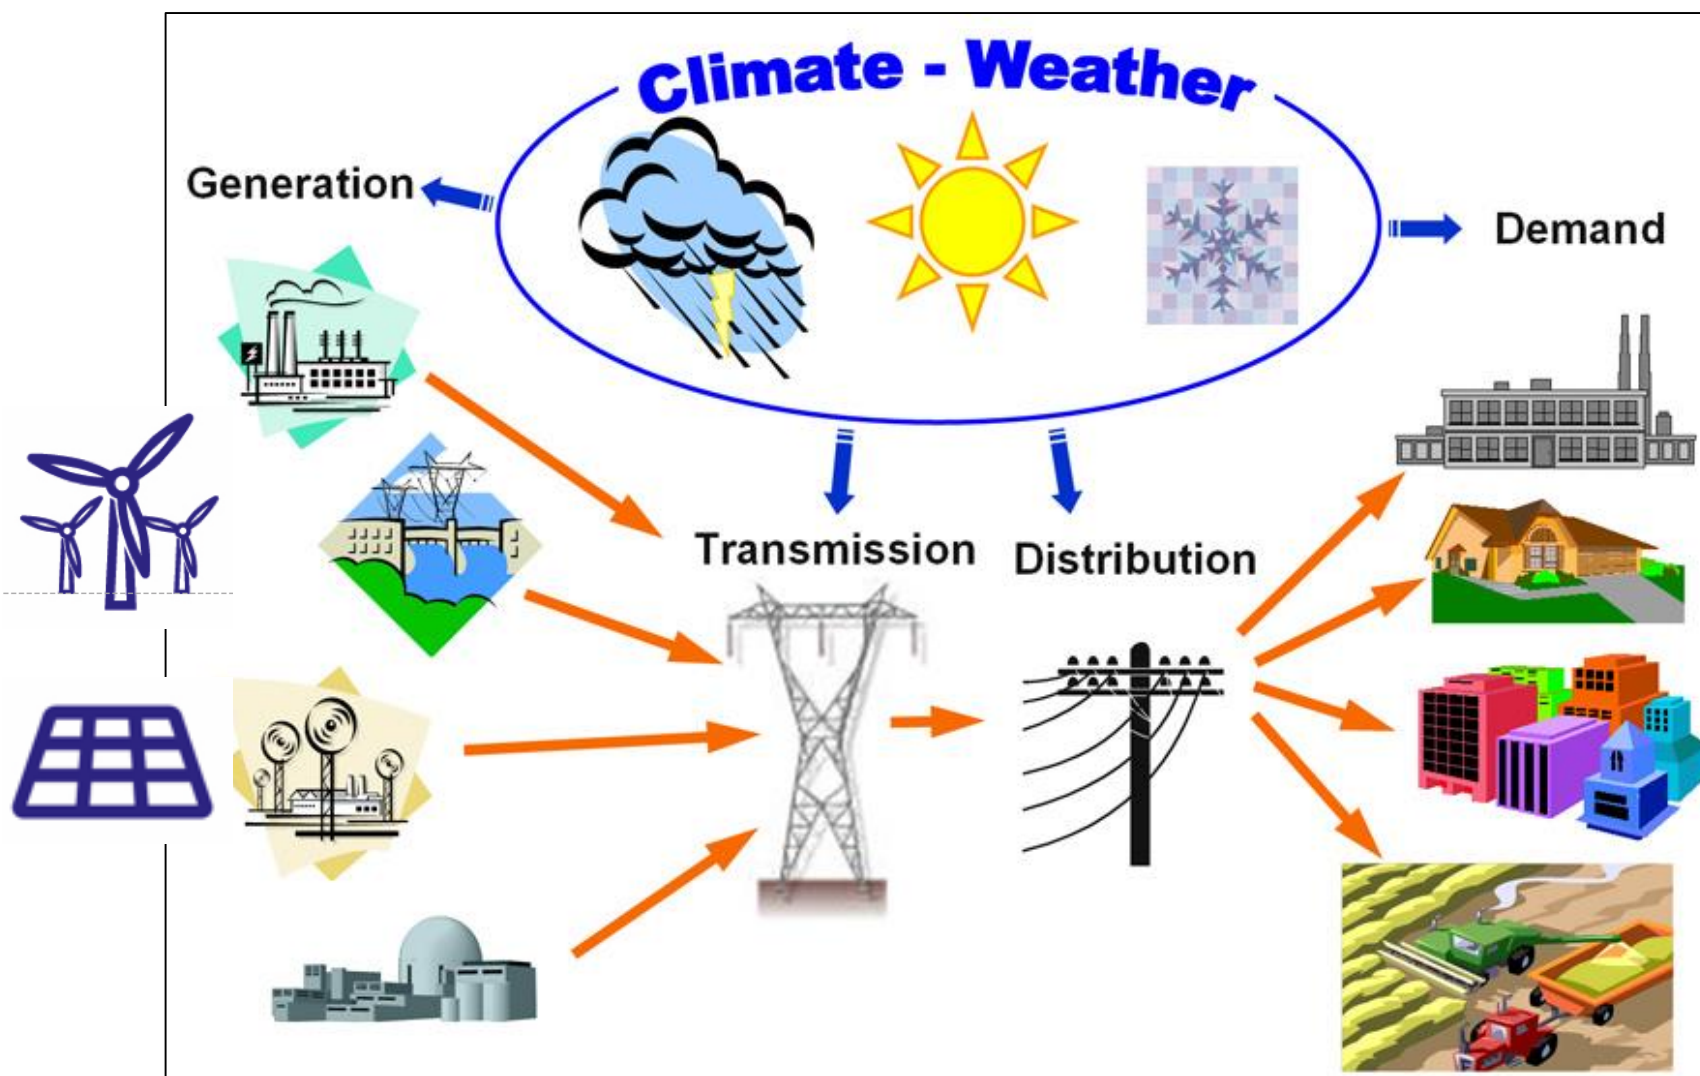 Climate - Weather
Generation
Demand
Transmission
Distribution